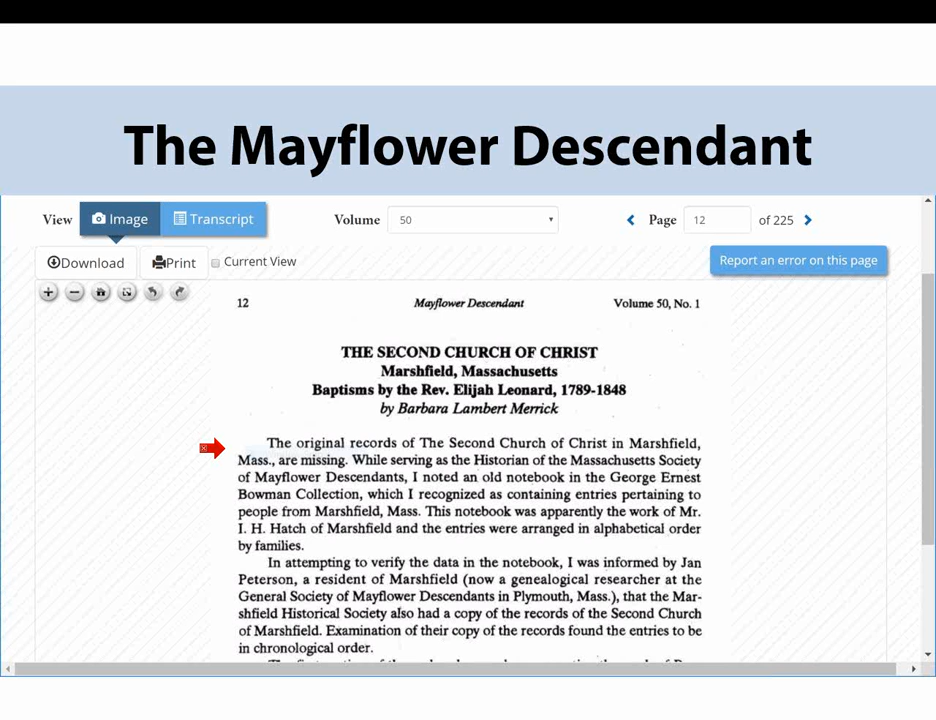 The Mayflower Descendant
View Image Transcript Volume 50 Page 12 of 225
Download Print Current View Report an error on this page
12 Mayflower Descendant Volume 50, No. 1
THE SECOND CHURCH OF CHRIST
Marshfield, Massachusetts
Baptisms by the Rev. Elijah Leonard, 1789-1848
by Barbara Lambert Merrick
The original records of The Second Church of Christ in Marshfield,
Mass., are missing. While serving as the Historian of the Massachusetts Society
of Mayflower Descendants, I noted an old notebook in the George Ernest
Bowman Collection, which I recognized as containing entries pertaining to
people from Marshfield, Mass. This notebook was apparently the work of Mr.
I. H. Hatch of Marshfield and the entries were arranged in alphabetical order
by families.
In attempting to verify the data in the notebook, I was informed by Jan
Peterson, a resident of Marshfield (now a genealogical researcher at the
General Society of Mayflower Descendants in Plymouth, Mass.), that the Mar-
shfield Historical Society also had a copy of the records of the Second Church
of Marshfield. Examination of their copy of the records found the entries to be
in chronological order.